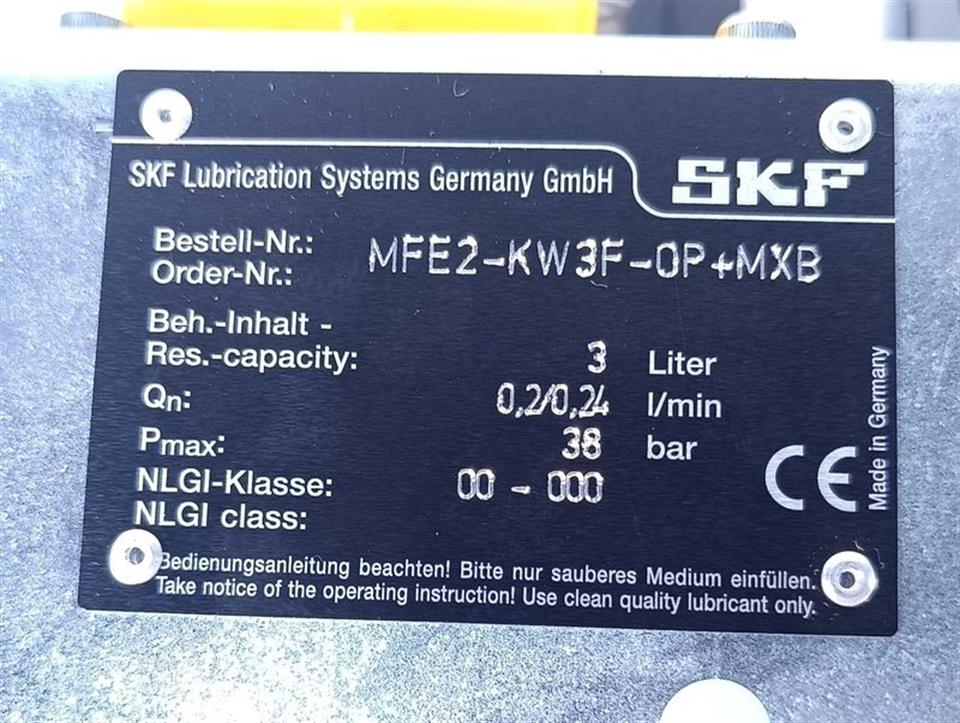 SKF Lubrication Systems Germany GmbH
SKF
Bestell-Nr.:
Order-Nr.: MFE2-KW3F-0P+MXB
Beh.-Inhalt -
Res.-capacity: 3 Liter
Qn: 0,2/0,24 l/min
Pmax: 38 bar
NLGI-Klasse: 00 - 000
NLGI class:
CE
Made in Germany
Bedienungsanleitung beachten! Bitte nur sauberes Medium einfüllen.
Take notice of the operating instruction! Use clean quality lubricant only.